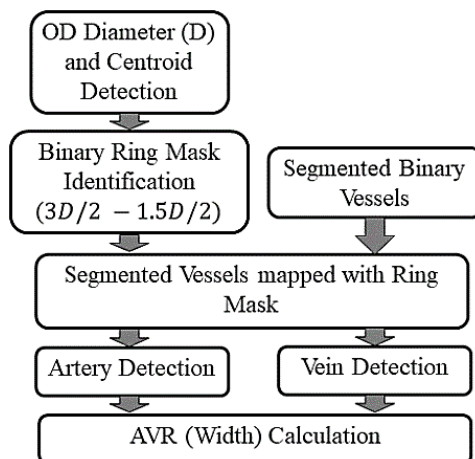 OD Diameter (D)
and Centroid
Detection
Binary Ring Mask
Identification
(3D/2 − 1.5D/2)
Segmented Binary
Vessels
Segmented Vessels mapped with Ring
Mask
Artery Detection
Vein Detection
AVR (Width) Calculation